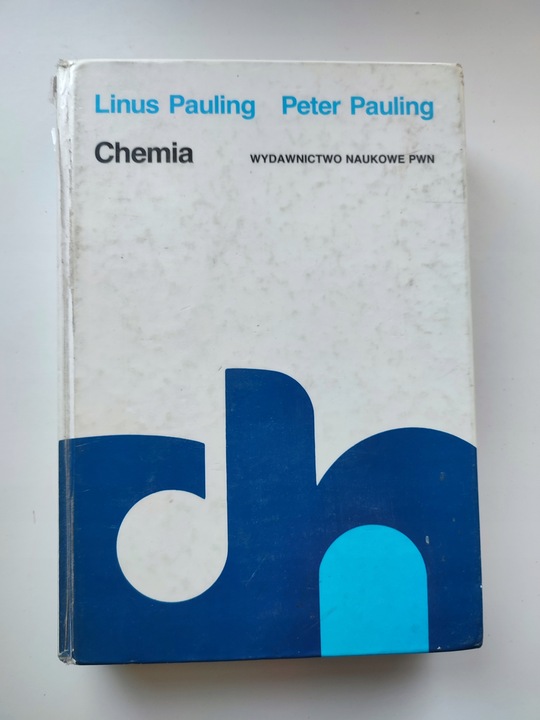 Linus Pauling Peter Pauling
Chemia WYDAWNICTWO NAUKOWE PWN
ch